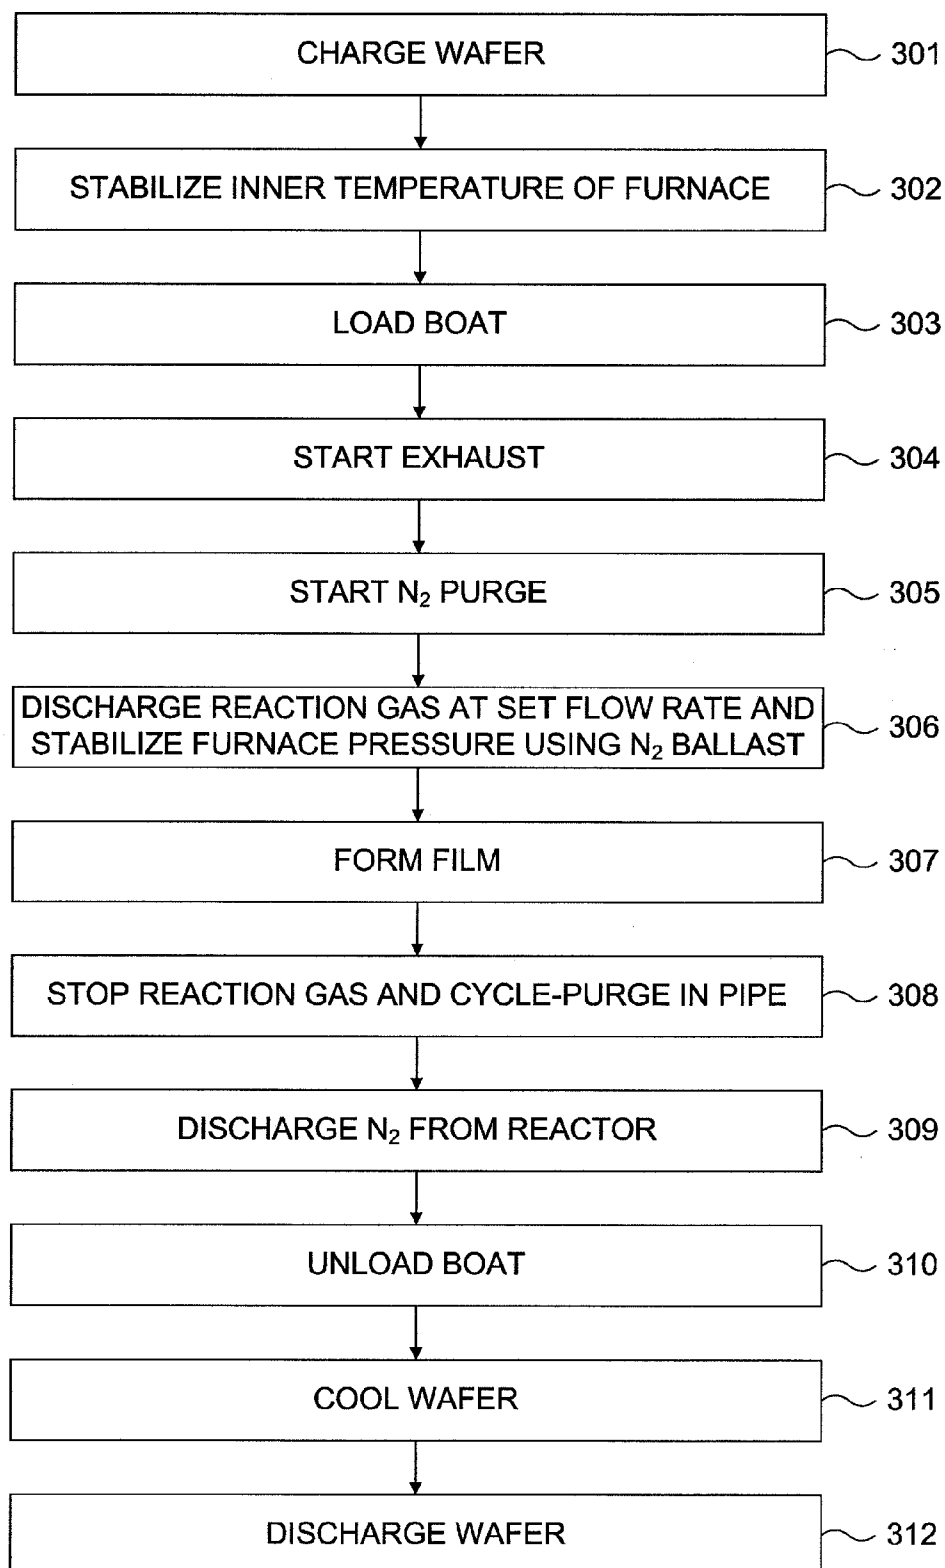 CHARGE WAFER 301
STABILIZE INNER TEMPERATURE OF FURNACE 302
LOAD BOAT 303
START EXHAUST 304
START N₂ PURGE 305
DISCHARGE REACTION GAS AT SET FLOW RATE AND
STABILIZE FURNACE PRESSURE USING N₂ BALLAST 306
FORM FILM 307
STOP REACTION GAS AND CYCLE-PURGE IN PIPE 308
DISCHARGE N₂ FROM REACTOR 309
UNLOAD BOAT 310
COOL WAFER 311
DISCHARGE WAFER 312